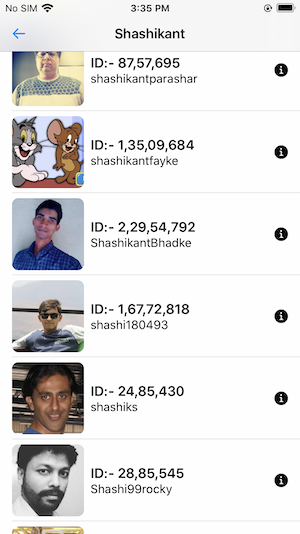 No SIM 3:35 PM
Shashikant
ID:- 87,57,695
shashikantparashar
ID:- 1,35,09,684
shashikantfayke
ID:- 2,29,54,792
ShashikantBhadke
ID:- 1,67,72,818
shashi180493
ID:- 24,85,430
shashiks
ID:- 28,85,545
Shashi99rocky